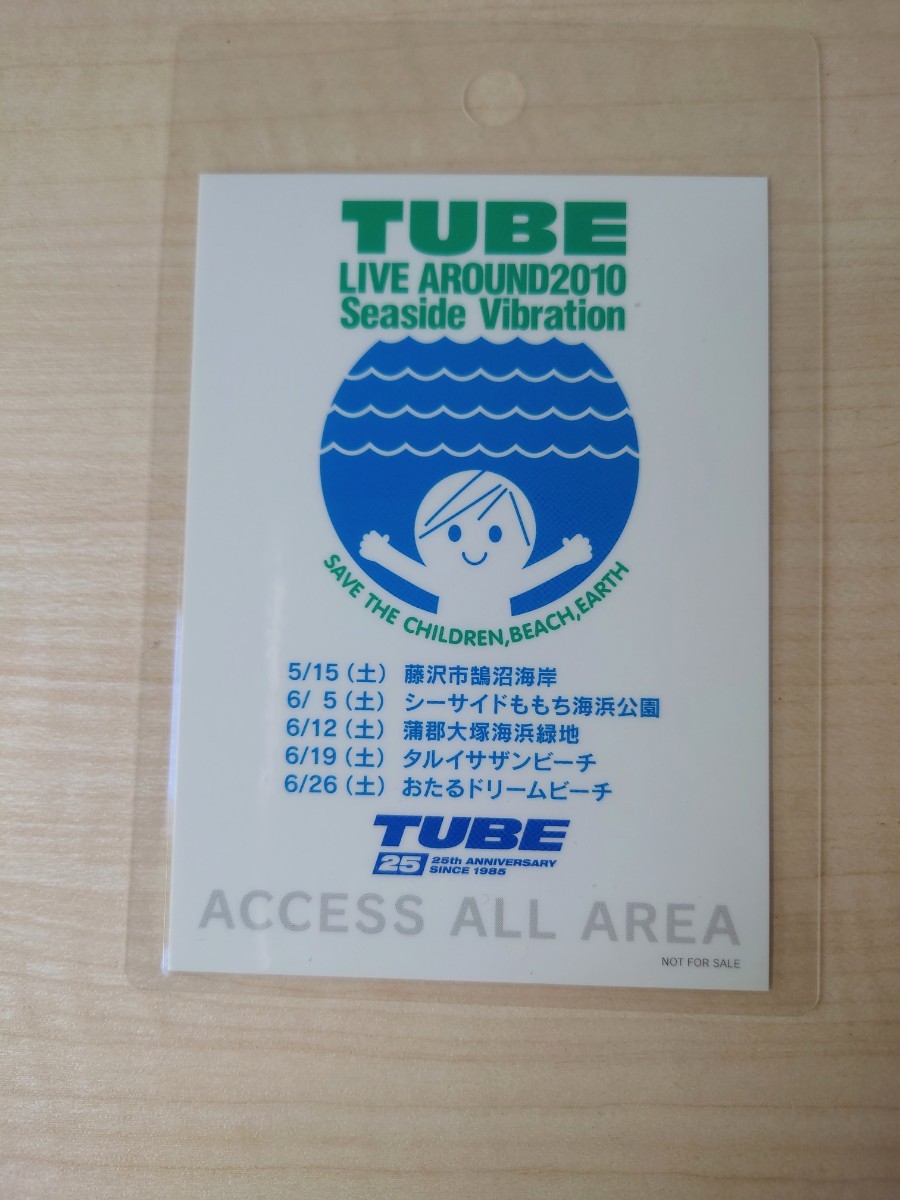 TUBE
LIVE AROUND2010
Seaside Vibration
SAVE THE CHILDREN,BEACH,EARTH
5/15（土） 藤沢市鵠沼海岸
6/ 5（土） シーサイドももち海浜公園
6/12（土） 蒲郡大塚海浜緑地
6/19（土） タルイサザンビーチ
6/26（土） おたるドリームビーチ
TUBE
25 25th ANNIVERSARY
SINCE 1985
ACCESS ALL AREA
NOT FOR SALE